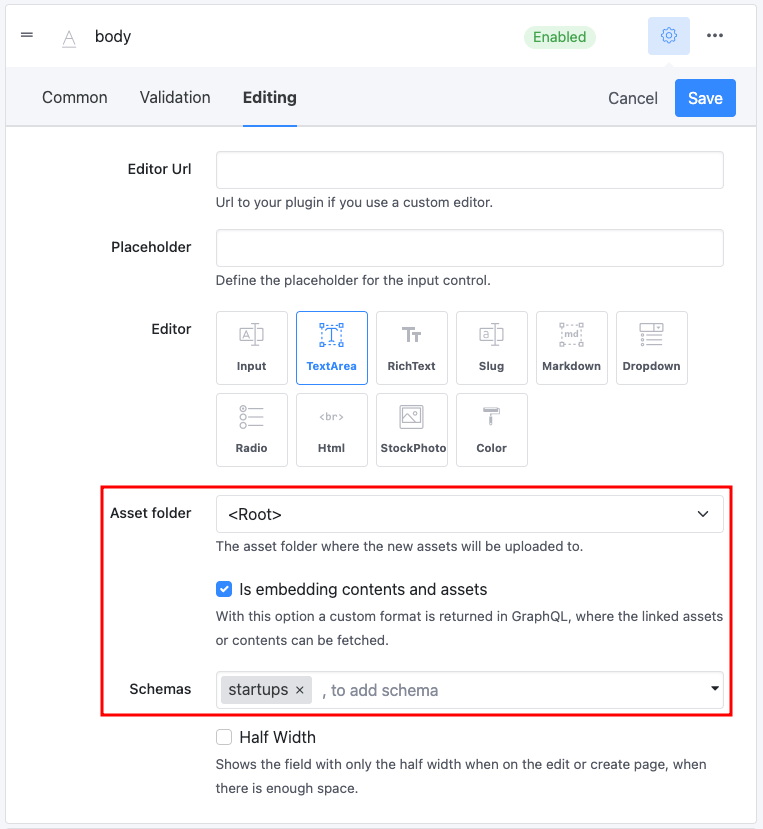 body Enabled
Common Validation Editing Cancel Save
Editor Url
Url to your plugin if you use a custom editor.
Placeholder
Define the placeholder for the input control.
Editor
A T TT a md
Input TextArea RichText Slug Markdown Dropdown
<br>
Radio Html StockPhoto Color
Asset folder <Root>
The asset folder where the new assets will be uploaded to.
Is embedding contents and assets
With this option a custom format is returned in GraphQL, where the linked assets
or contents can be fetched.
Schemas startups × , to add schema
Half Width
Shows the field with only the half width when on the edit or create page, when
there is enough space.